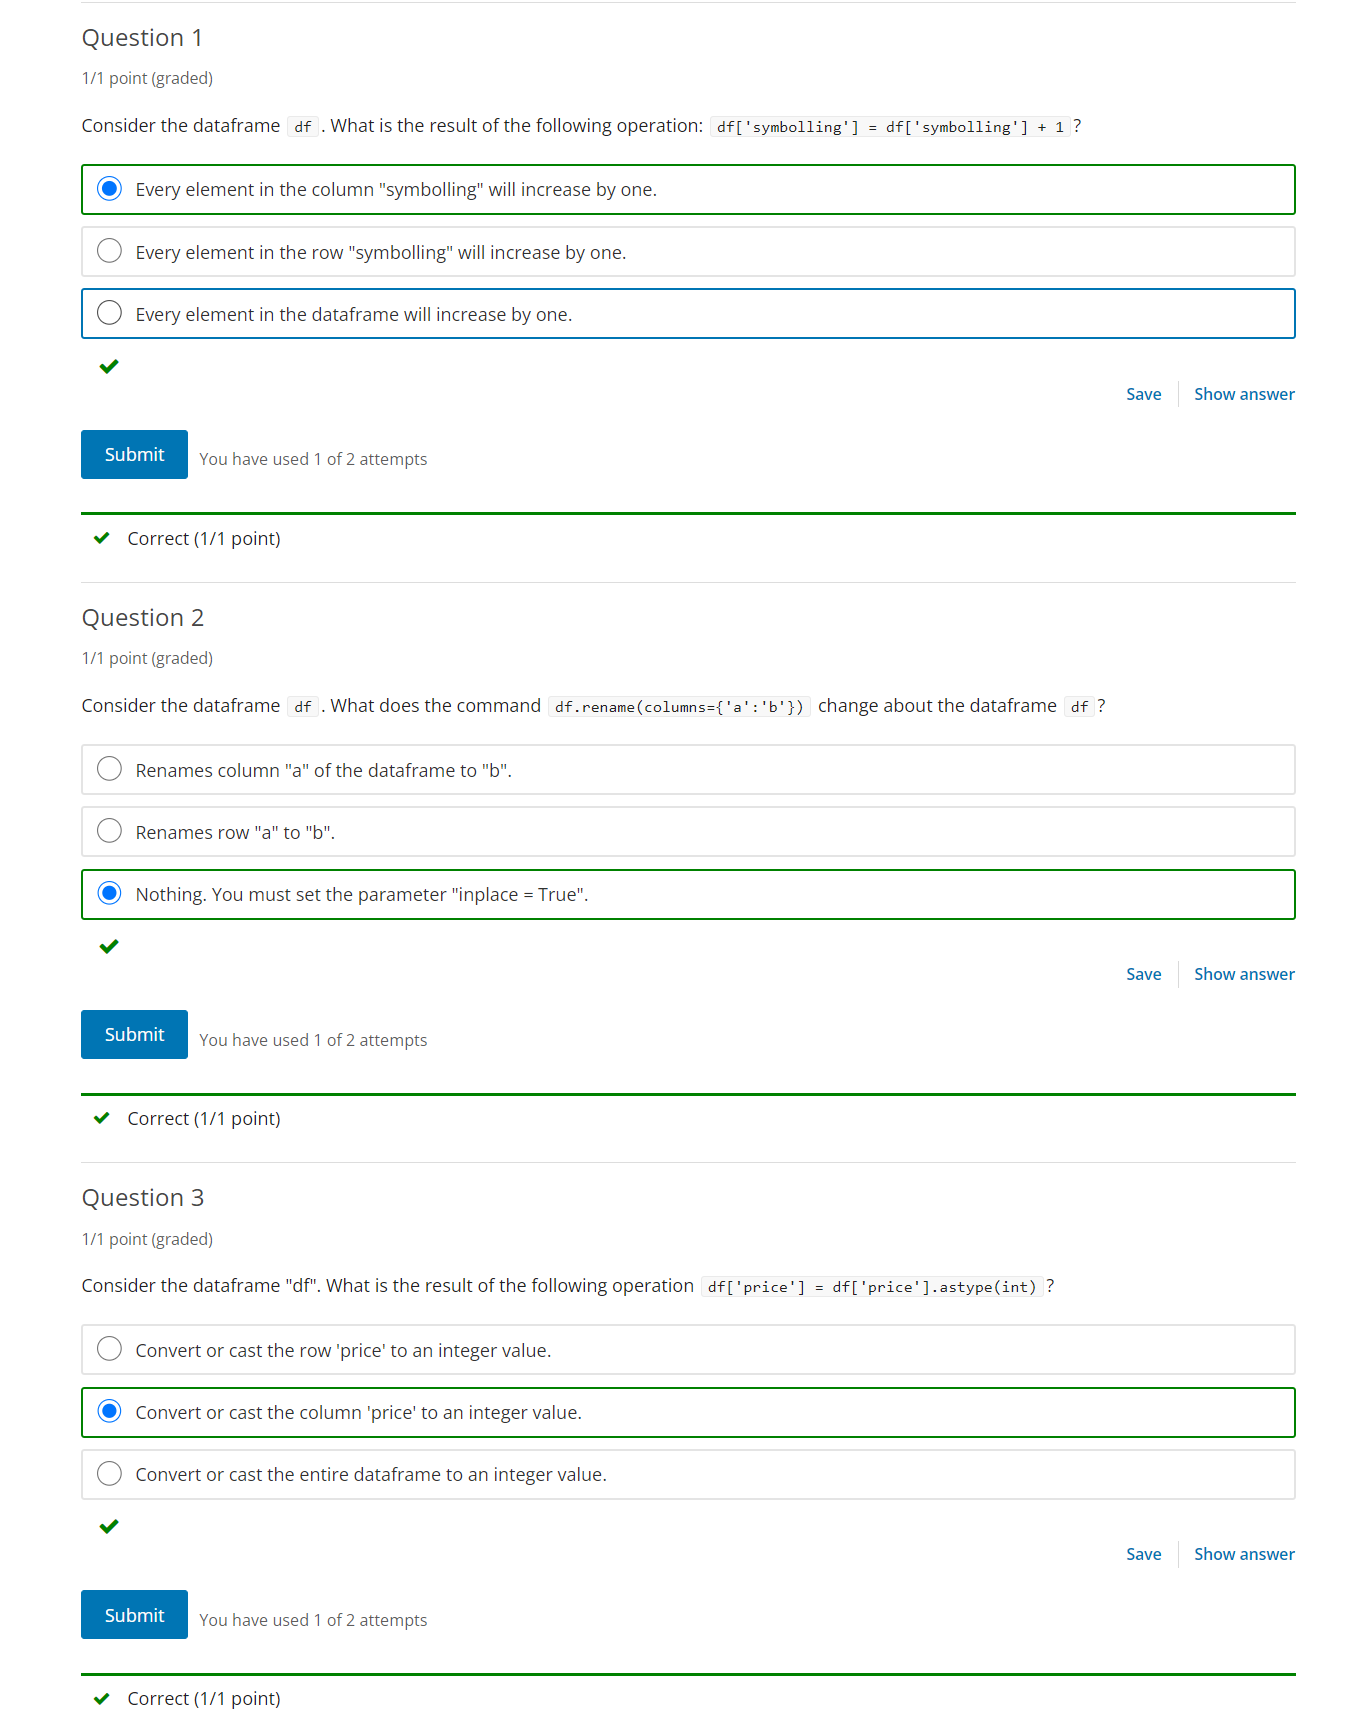 Question 1
1/1 point (graded)
Consider the dataframe df . What is the result of the following operation: df['symbolling'] = df['symbolling'] + 1 ?
Every element in the column "symbolling" will increase by one.
Every element in the row "symbolling" will increase by one.
Every element in the dataframe will increase by one.
Save Show answer
Submit You have used 1 of 2 attempts
Correct (1/1 point)
Question 2
1/1 point (graded)
Consider the dataframe df . What does the command df.rename(columns={'a':'b'}) change about the dataframe df ?
Renames column "a" of the dataframe to "b".
Renames row "a" to "b".
Nothing. You must set the parameter "inplace = True".
Save Show answer
Submit You have used 1 of 2 attempts
Correct (1/1 point)
Question 3
1/1 point (graded)
Consider the dataframe "df". What is the result of the following operation df['price'] = df['price'].astype(int) ?
Convert or cast the row 'price' to an integer value.
Convert or cast the column 'price' to an integer value.
Convert or cast the entire dataframe to an integer value.
Save Show answer
Submit You have used 1 of 2 attempts
Correct (1/1 point)